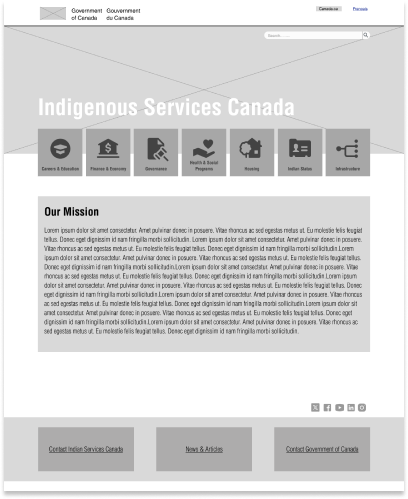 Government of Canada
Gouvernement du Canada
Canada.ca
Français
Search.......
Indigenous Services Canada
Careers & Education
Finance & Economy
Governance
Health & Social Programs
Housing
Indian Status
Infrastructure
Our Mission
Lorem ipsum dolor sit amet consectetur. Amet pulvinar donec in posuere. Vitae rhoncus ac sed egestas metus ut. Eu molestie felis feugiat
tellus. Donec eget dignissim id nam fringilla morbi sollicitudin. Lorem ipsum dolor sit amet consectetur. Amet pulvinar donec in posuere.
Vitae rhoncus ac sed egestas metus ut. Eu molestie felis feugiat tellus. Donec eget dignissim id nam fringilla morbi sollicitudin.Lorem
ipsum dolor sit amet consectetur. Amet pulvinar donec in posuere. Vitae rhoncus ac sed egestas metus ut. Eu molestie felis feugiat tellus.
Donec eget dignissim id nam fringilla morbi sollicitudin.Lorem ipsum dolor sit amet consectetur. Amet pulvinar donec in posuere. Vitae
rhoncus ac sed egestas metus ut. Eu molestie felis feugiat tellus. Donec eget dignissim id nam fringilla morbi sollicitudin.Lorem ipsum
dolor sit amet consectetur. Amet pulvinar donec in posuere. Vitae rhoncus ac sed egestas metus ut. Eu molestie felis feugiat tellus.
Donec eget dignissim id nam fringilla morbi sollicitudin.Lorem ipsum dolor sit amet consectetur. Amet pulvinar donec in posuere. Vitae
rhoncus ac sed egestas metus ut. Eu molestie felis feugiat tellus. Donec eget dignissim id nam fringilla morbi sollicitudin.Lorem ipsum dolor sit
amet consectetur. Amet pulvinar donec in posuere. Vitae rhoncus ac sed egestas metus ut. Eu molestie felis feugiat tellus. Donec eget
dignissim id nam fringilla morbi sollicitudin.Lorem ipsum dolor sit amet consectetur. Amet pulvinar donec in posuere. Vitae rhoncus ac
sed egestas metus ut. Eu molestie felis feugiat tellus. Donec eget dignissim id nam fringilla morbi sollicitudin.
Contact Indian Services Canada
News & Articles
Contact Government of Canada